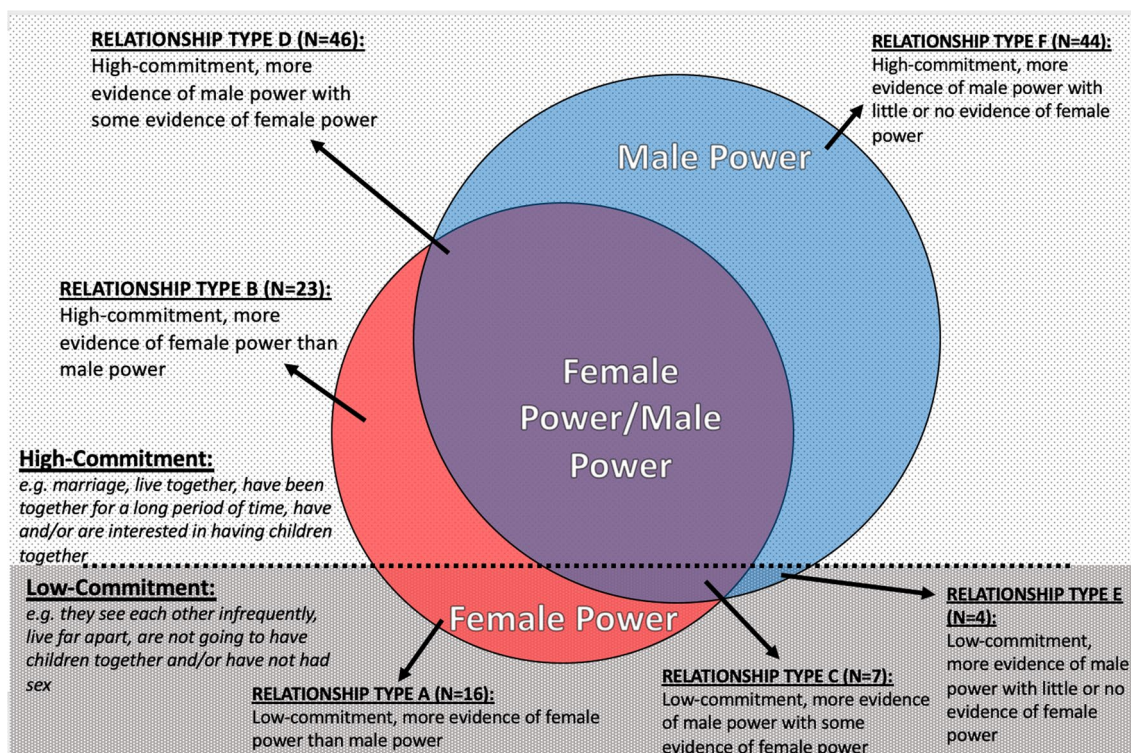 RELATIONSHIP TYPE D (N=46):
High-commitment, more
evidence of male power with
some evidence of female power
RELATIONSHIP TYPE F (N=44):
High-commitment, more
evidence of male power with
little or no evidence of female
power
Male Power
RELATIONSHIP TYPE B (N=23):
High-commitment, more
evidence of female power than
male power
Female
Power/Male
Power
High-Commitment:
e.g. marriage, live together, have been
together for a long period of time, have
and/or are interested in having children
together
Low-Commitment:
e.g. they see each other infrequently,
live far apart, are not going to have
children together and/or have not had
sex
Female Power
RELATIONSHIP TYPE A (N=16):
Low-commitment, more evidence of female
power than male power
RELATIONSHIP TYPE C (N=7):
Low-commitment, more evidence
of male power with some
evidence of female power
RELATIONSHIP TYPE E
(N=4):
Low-commitment,
more evidence of male
power with little or no
evidence of female
power